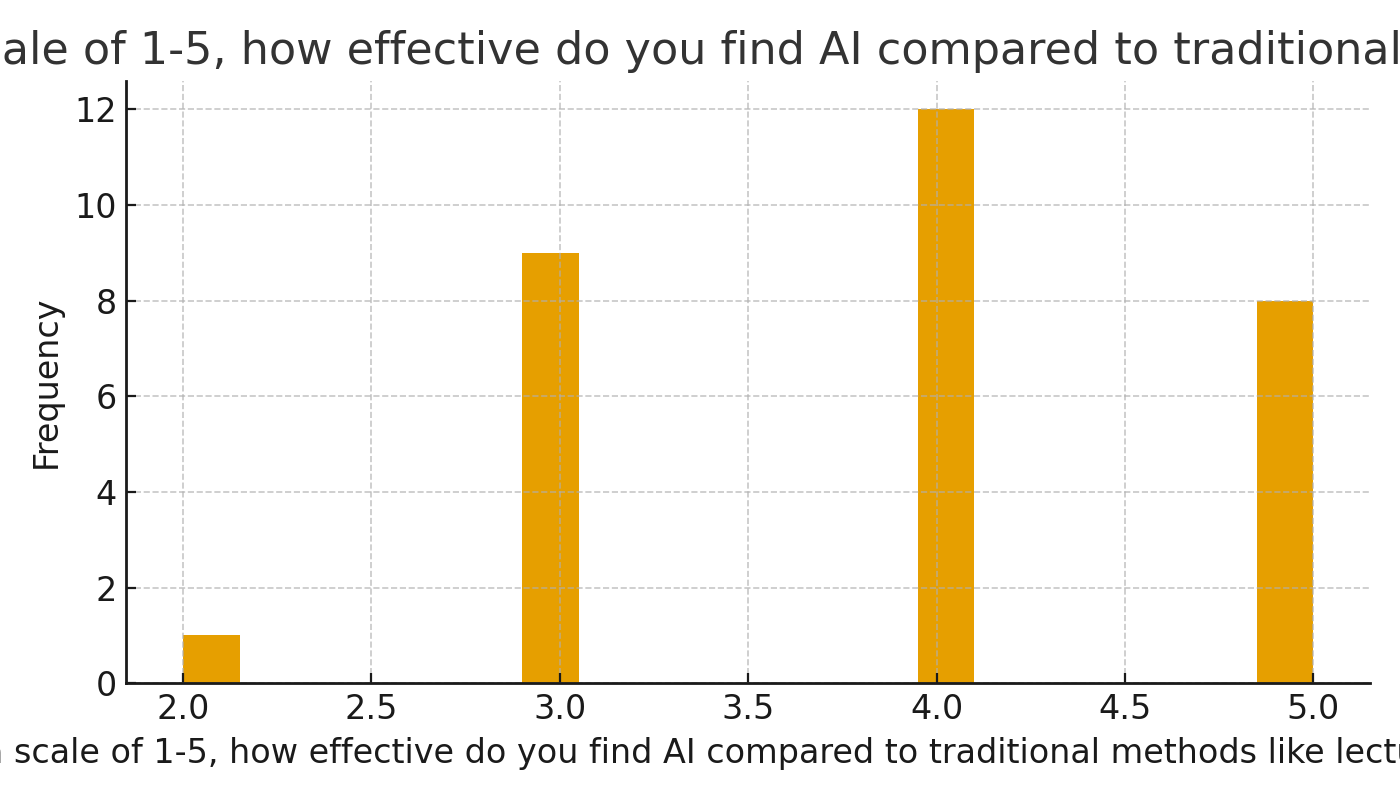 ale of 1-5, how effective do you find AI compared to traditional
12
10
8
6
4
2
0
Frequency
2.0 2.5 3.0 3.5 4.0 4.5 5.0
scale of 1-5, how effective do you find AI compared to traditional methods like lect